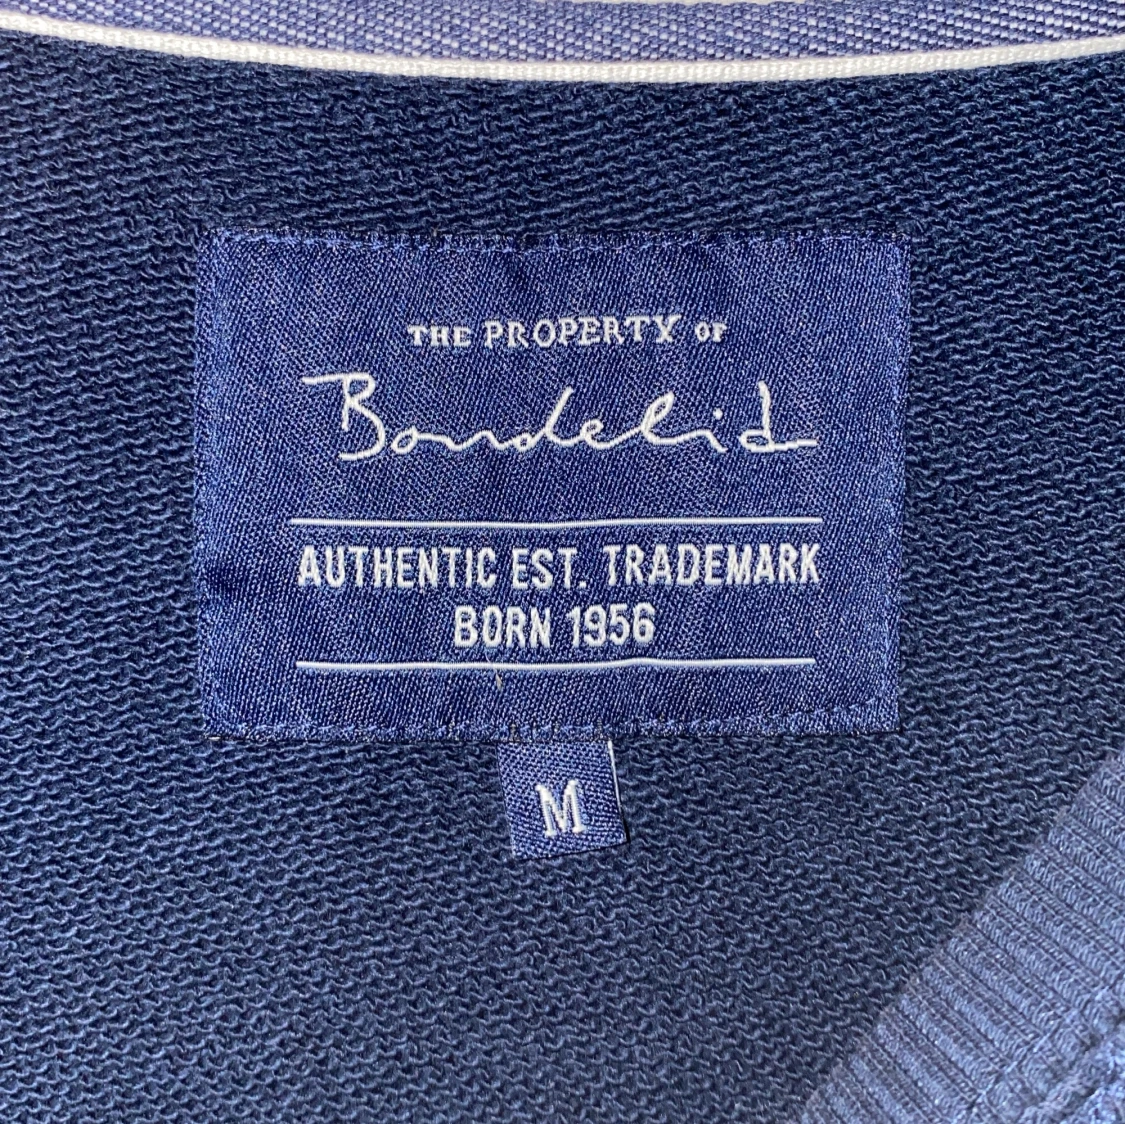 THE PROPERTY OF
Bondelid
AUTHENTIC EST. TRADEMARK
BORN 1956
M